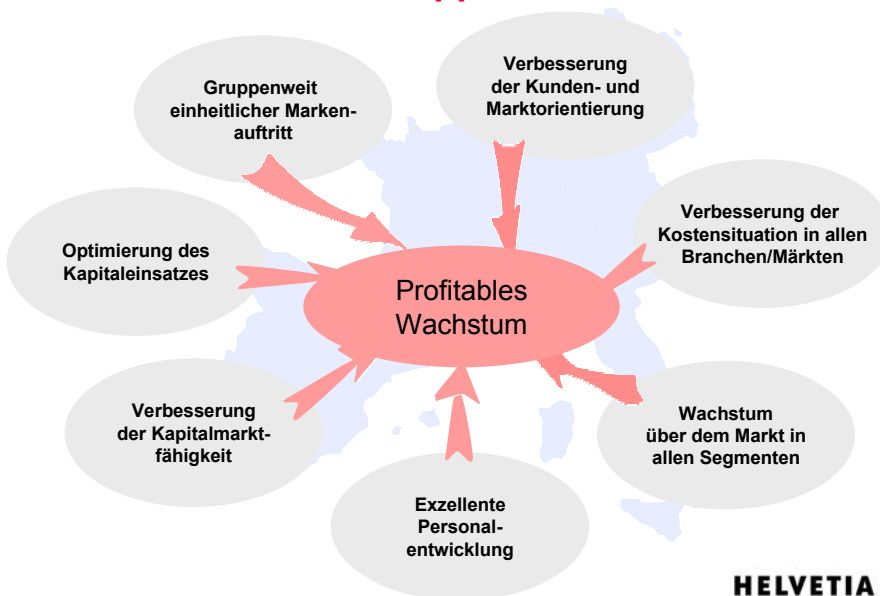 Verbesserung
der Kunden- und
Marktorientierung
Gruppenweit
einheitlicher Marken-
auftritt
Verbesserung der
Kostensituation in allen
Branchen/Märkten
Optimierung des
Kapitaleinsatzes
Profitables
Wachstum
Verbesserung
der Kapitalmarkt-
fähigkeit
Wachstum
über dem Markt in
allen Segmenten
Exzellente
Personal-
entwicklung
HELVETIA